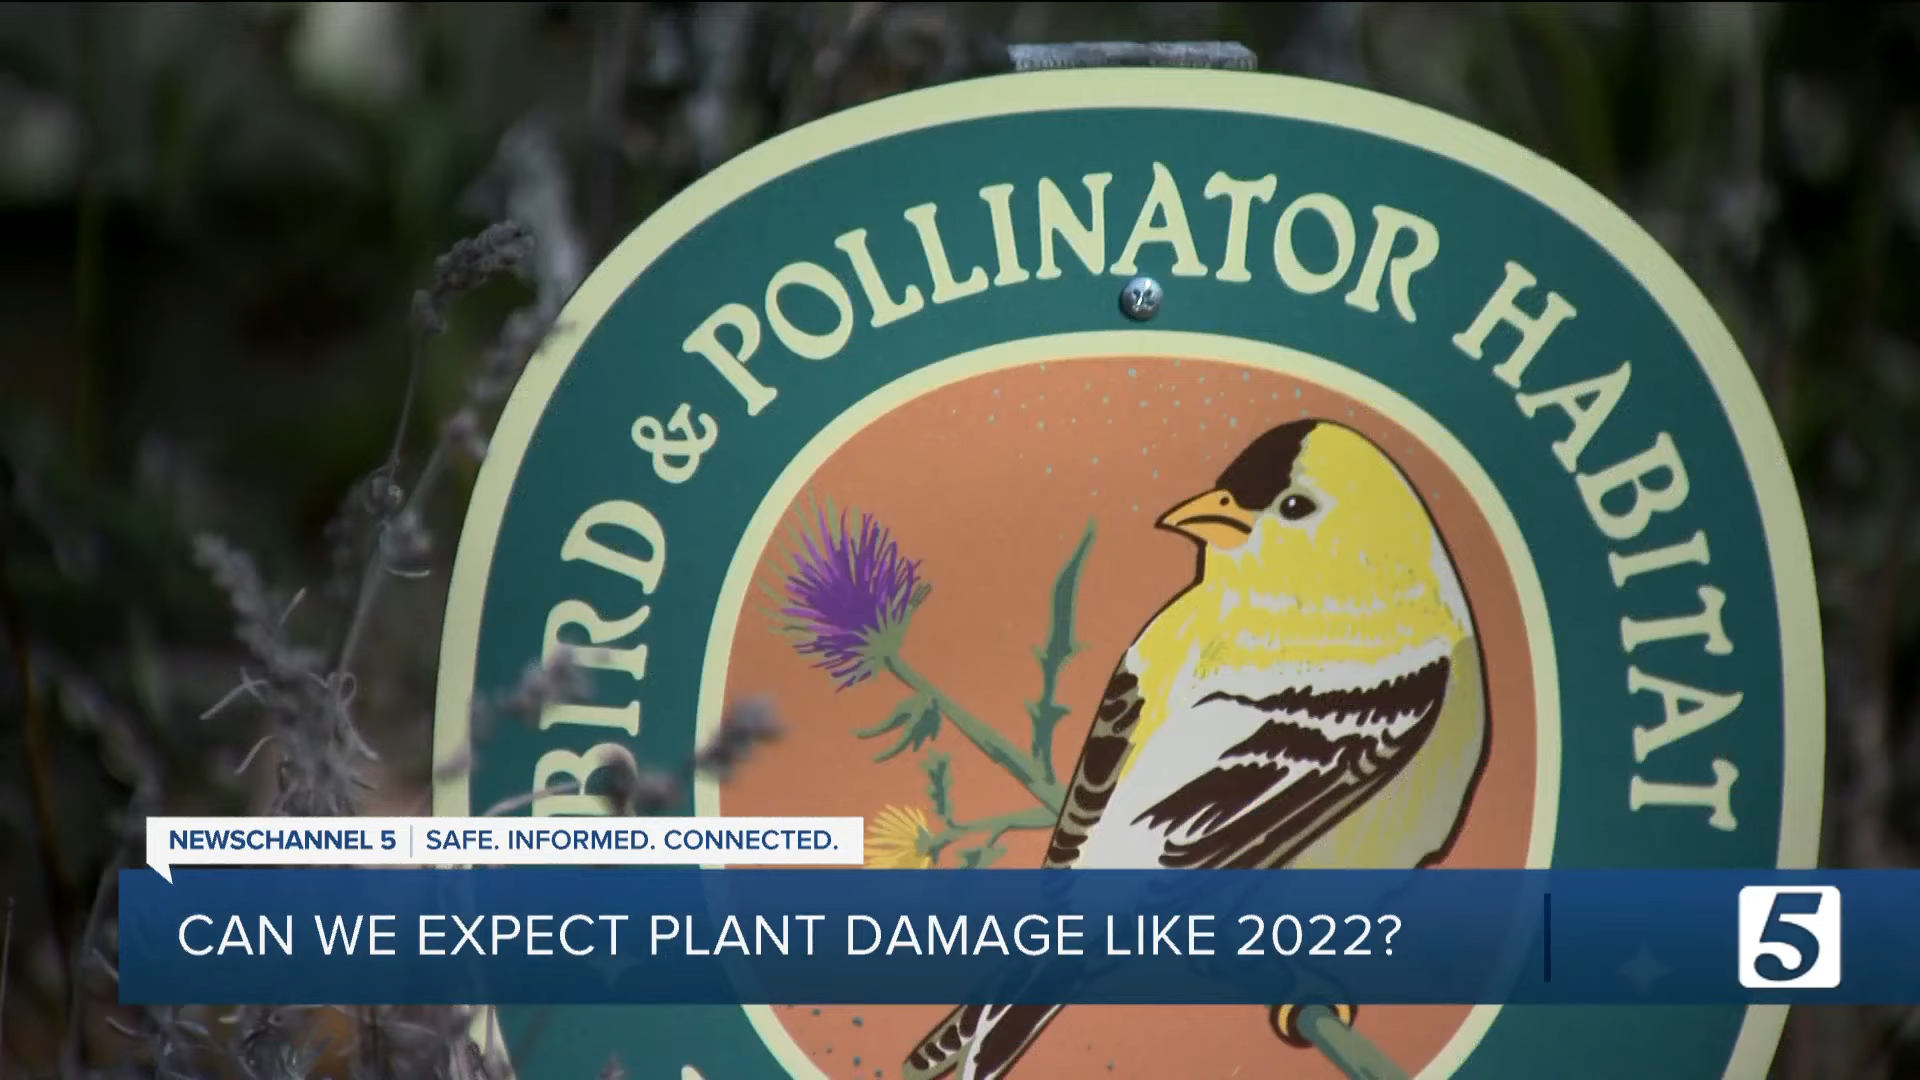 BIRD & POLLINATOR HABITAT
NEWSCHANNEL 5 | SAFE. INFORMED. CONNECTED.
CAN WE EXPECT PLANT DAMAGE LIKE 2022?
5